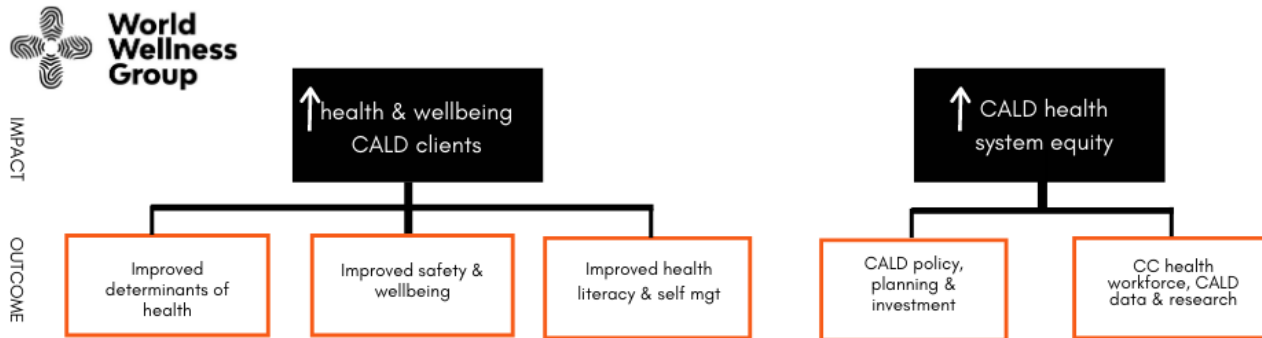 World
Wellness
Group
IMPACT
↑ health & wellbeing
CALD clients
↑ CALD health
system equity
OUTCOME
Improved
determinants of
health
Improved safety &
wellbeing
Improved health
literacy & self mgt
CALD policy,
planning &
investment
CC health
workforce, CALD
data & research